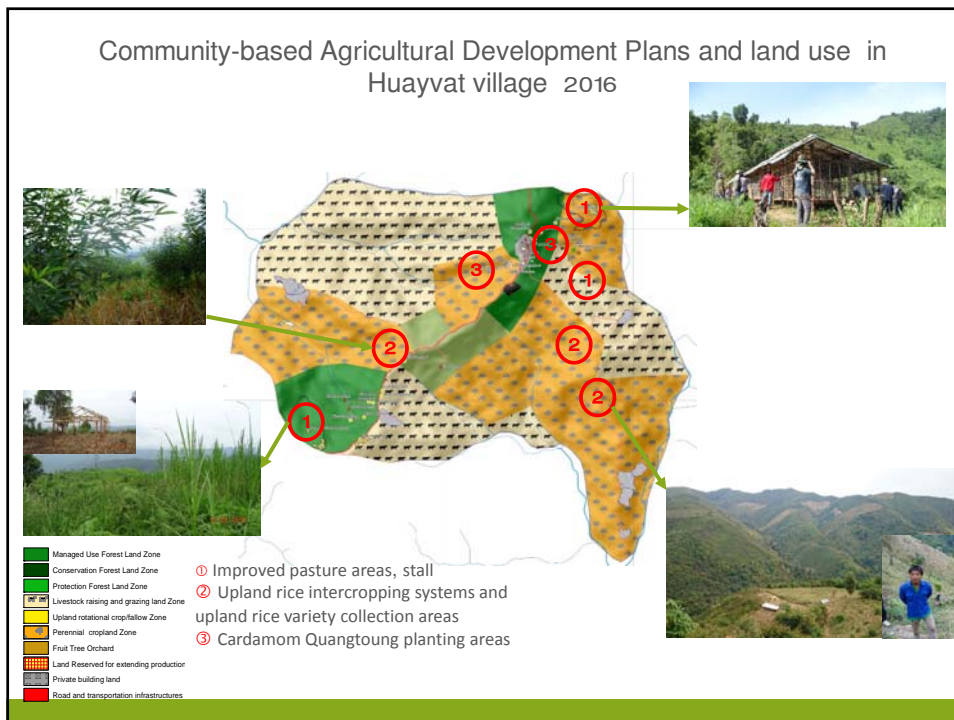 Community-based Agricultural Development Plans and land use in
Huayvat village 2016
1
3
3
1
2
2
2
1
Managed Use Forest Land Zone
Conservation Forest Land Zone
Protection Forest Land Zone
Livestock raising and grazing land Zone
Upland rotational crop/fallow Zone
Perennial cropland Zone
Fruit Tree Orchard
Land Reserved for extending production
Private building land
Road and transportation infrastructures
① Improved pasture areas, stall
② Upland rice intercropping systems and
upland rice variety collection areas
③ Cardamom Quangtoung planting areas